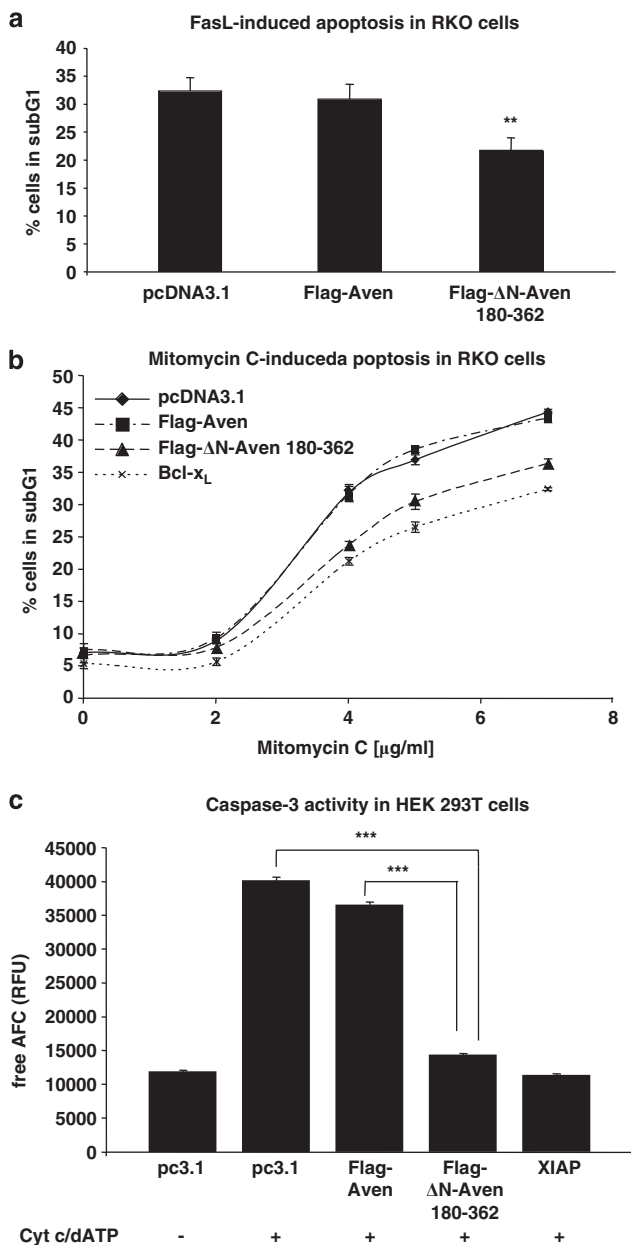 a
FasL-induced apoptosis in RKO cells
% cells in subG1
40
35
30
25
20
15
10
5
0
**
pcDNA3.1
Flag-Aven
Flag-ΔN-Aven
180-362
b
Mitomycin C-induceda poptosis in RKO cells
% cells in subG1
50
45
40
35
30
25
20
15
10
5
0
pcDNA3.1
Flag-Aven
Flag-ΔN-Aven 180-362
Bcl-xL
0 2 4 6 8
Mitomycin C [μg/ml]
c
Caspase-3 activity in HEK 293T cells
free AFC (RFU)
45000
40000
35000
30000
25000
20000
15000
10000
5000
0
***
***
pc3.1
pc3.1
Flag-
Aven
Flag-
ΔN-Aven
180-362
XIAP
Cyt c/dATP - + + + +